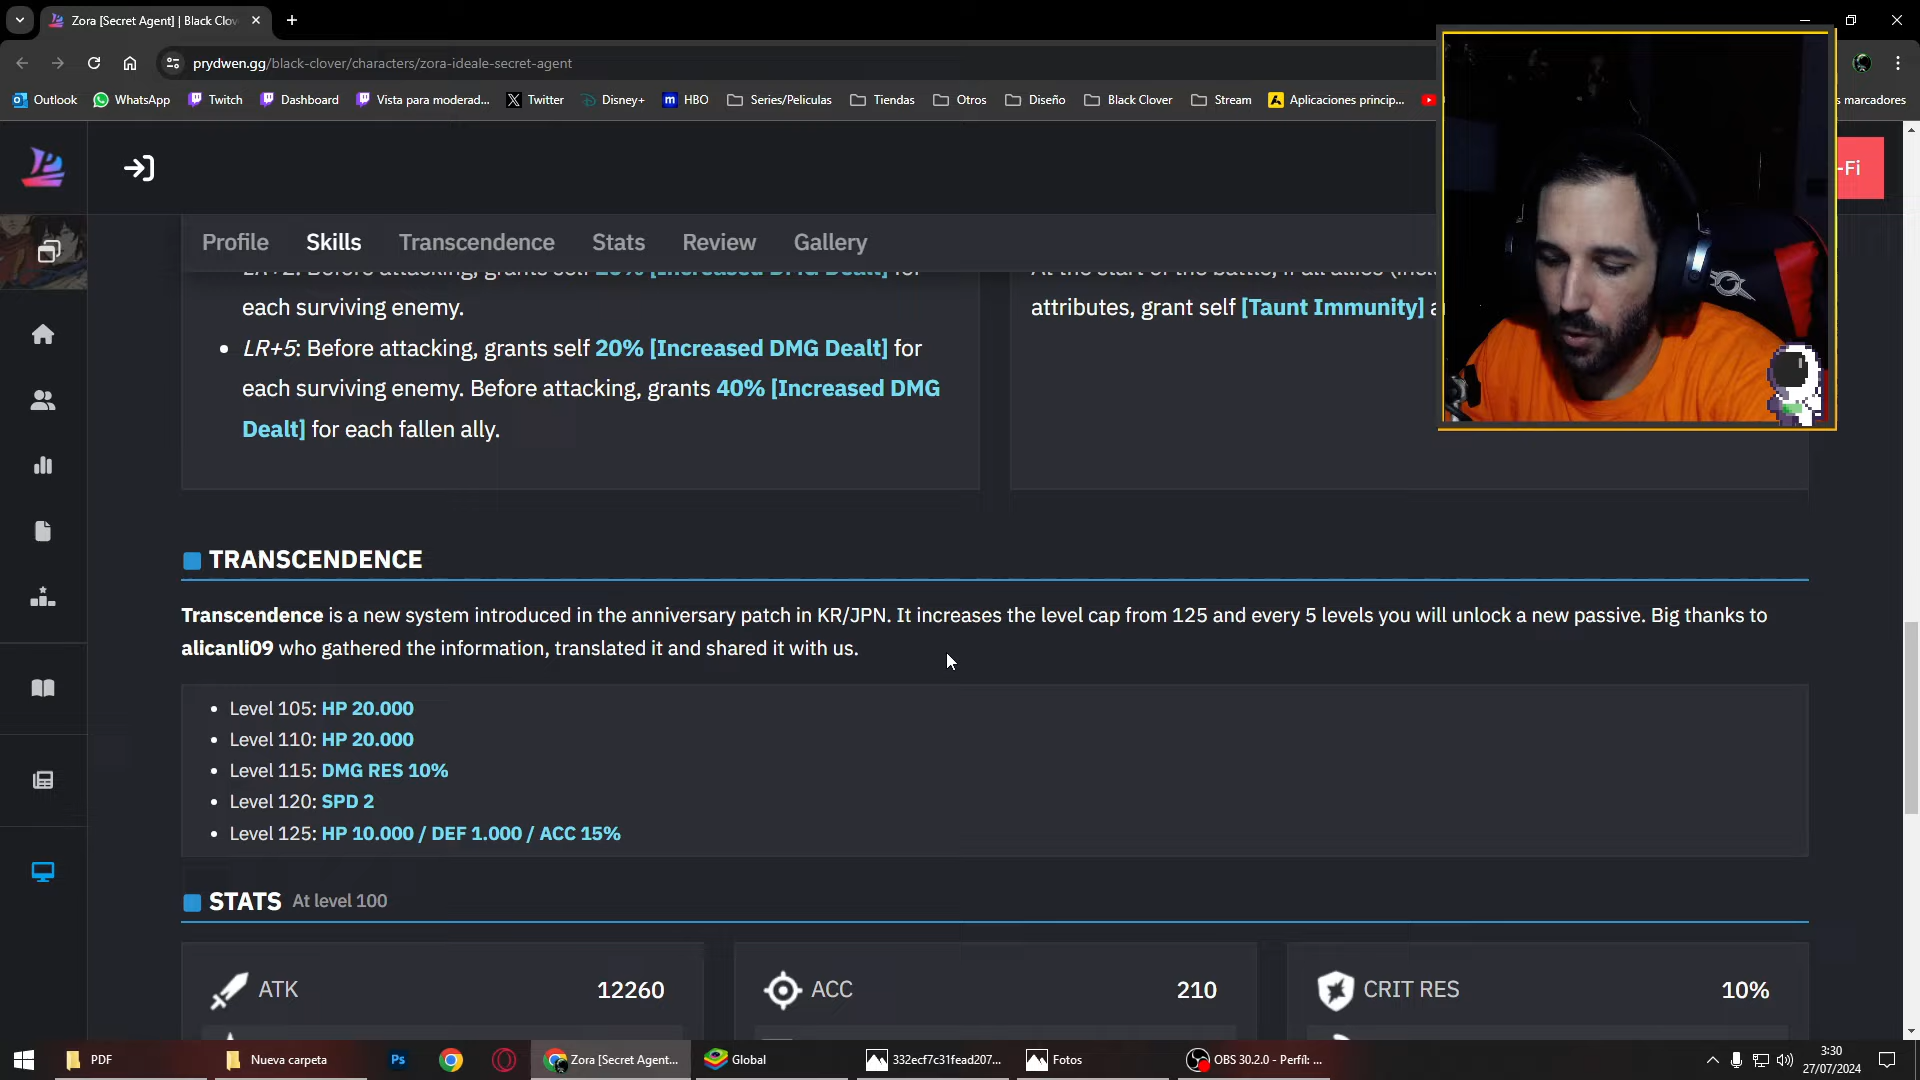 Zora [Secret Agent] | Black Clov
prydwen.gg/black-clover/characters/zora-ideale-secret-agent
Outlook
WhatsApp
Twitch
Dashboard
Vista para moderad...
Twitter
Disney+
HBO
Series/Peliculas
Tiendas
Otros
Diseño
Black Clover
Stream
Aplicaciones princip...
s marcadores
-Fi
Profile
Skills
Transcendence
Stats
Review
Gallery
each surviving enemy.
LR+5: Before attacking, grants self 20% [Increased DMG Dealt] for
each surviving enemy. Before attacking, grants 40% [Increased DMG
Dealt] for each fallen ally.
attributes, grant self [Taunt Immunity] a
TRANSCENDENCE
Transcendence is a new system introduced in the anniversary patch in KR/JPN. It increases the level cap from 125 and every 5 levels you will unlock a new passive. Big thanks to
alicanli09 who gathered the information, translated it and shared it with us.
Level 105: HP 20.000
Level 110: HP 20.000
Level 115: DMG RES 10%
Level 120: SPD 2
Level 125: HP 10.000 / DEF 1.000 / ACC 15%
STATS At level 100
ATK 12260
ACC 210
CRIT RES 10%
PDF
Nueva carpeta
Ps
Zora [Secret Agent...
Global
332ecf7c31fead207...
Fotos
OBS 30.2.0 - Perfil: ...
3:30
27/07/2024